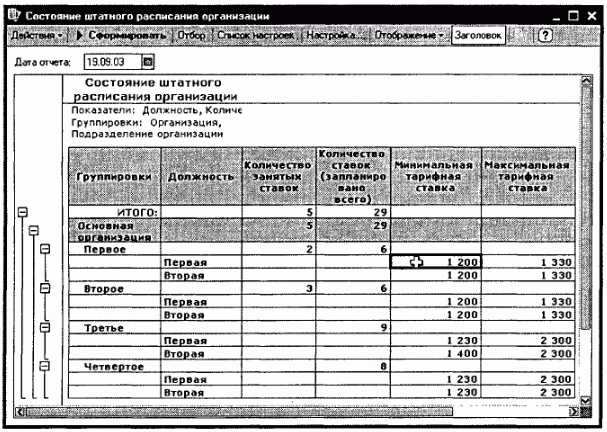 Состояние штатного расписания организации
Действия Сформировать Отбор Список настроек Настройка... Отображение Заголовок ?
Дата отчета: 19.09.03
Состояние штатного
расписания организации
Показатели: Должность, Количе
Группировки: Организация,
Подразделение организации
Группировки Должность Количество занятых ставок Количество ставок (запланиро вано всего) Минимальная тарифная ставка Максимальная тарифная ставка
ИТОГО: 5 29
Основная организация 5 29
Первое 2 6
Первая 1 200 1 330
Вторая 1 200 1 330
Второе 3 6
Первая 1 200 1 330
Вторая 1 200 1 330
Третье 9
Первая 1 230 2 300
Вторая 1 400 2 300
Четвертое 8
Первая 1 230 2 300
Вторая 1 230 2 300